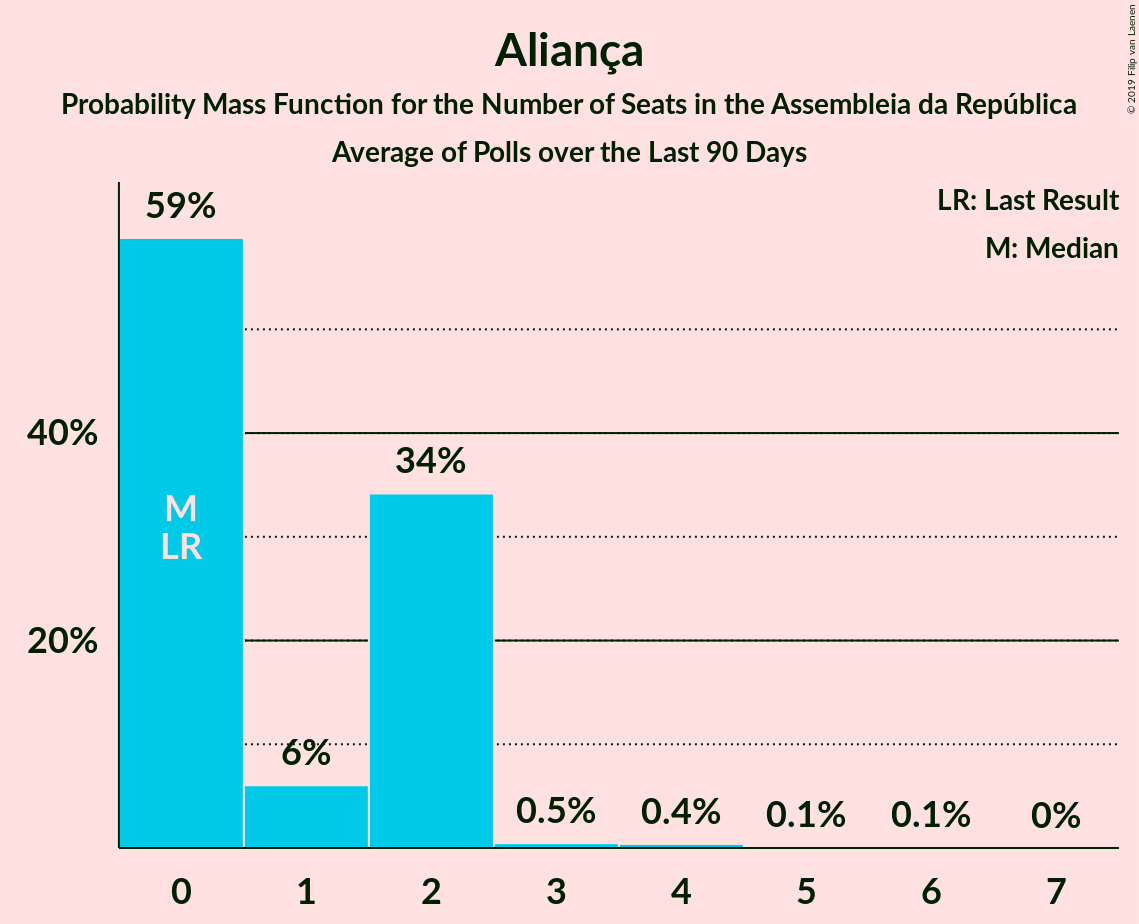 Aliança
Probability Mass Function for the Number of Seats in the Assembleia da República
Average of Polls over the Last 90 Days
© 2019 Filip van Laenen
LR: Last Result
M: Median
59%
40%
34%
M
LR
20%
6%
0.5%
0.4%
0.1%
0.1%
0%
0 1 2 3 4 5 6 7